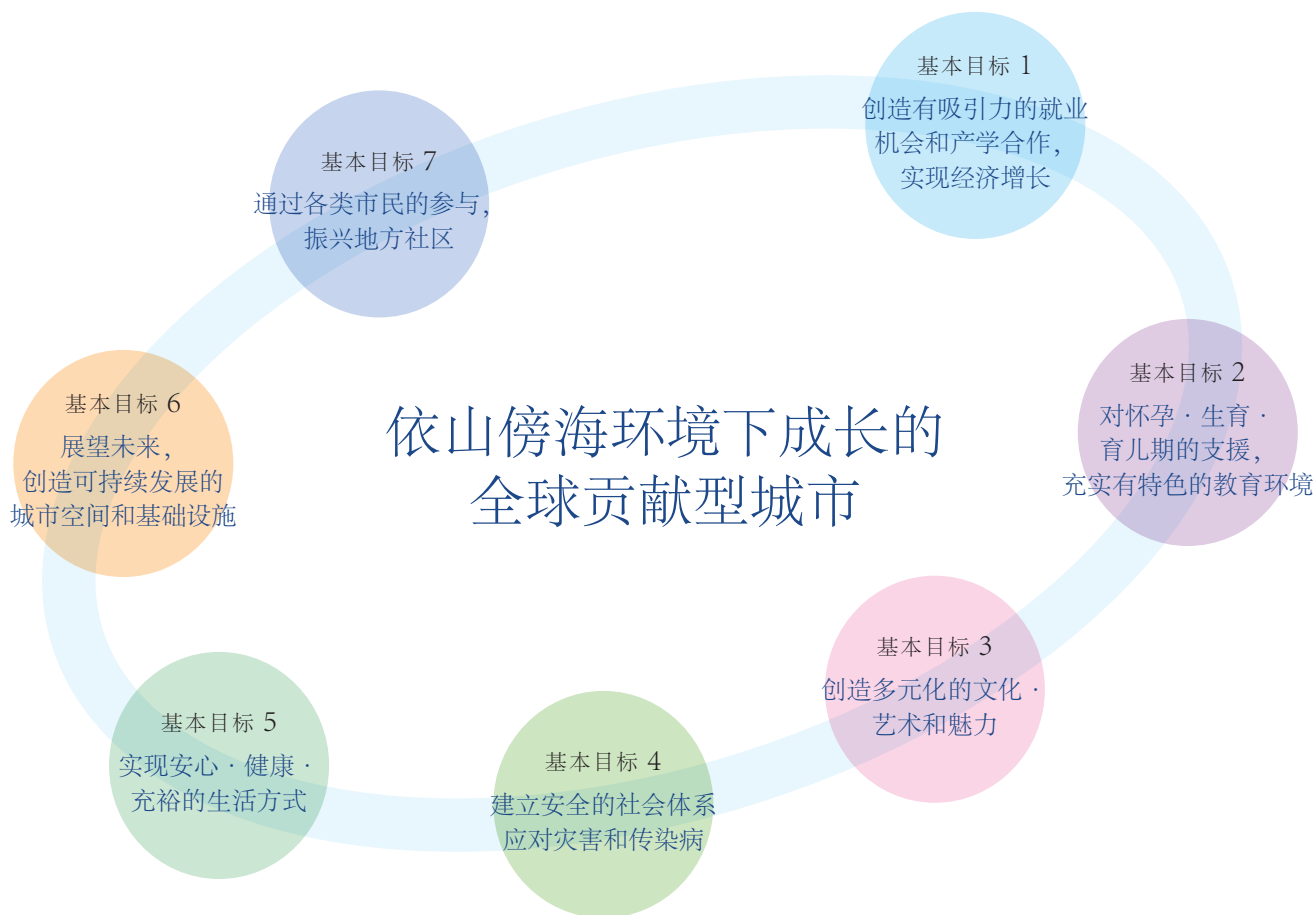 基本目标 1
创造有吸引力的就业
机会和产学合作，
实现经济增长
基本目标 7
通过各类市民的参与，
振兴地方社区
基本目标 2
对怀孕 · 生育 ·
育儿期的支援，
充实有特色的教育环境
基本目标 6
展望未来，
创造可持续发展的
城市空间和基础设施
依山傍海环境下成长的
全球贡献型城市
基本目标 3
创造多元化的文化 ·
艺术和魅力
基本目标 5
实现安心 · 健康 ·
充裕的生活方式
基本目标 4
建立安全的社会体系
应对灾害和传染病